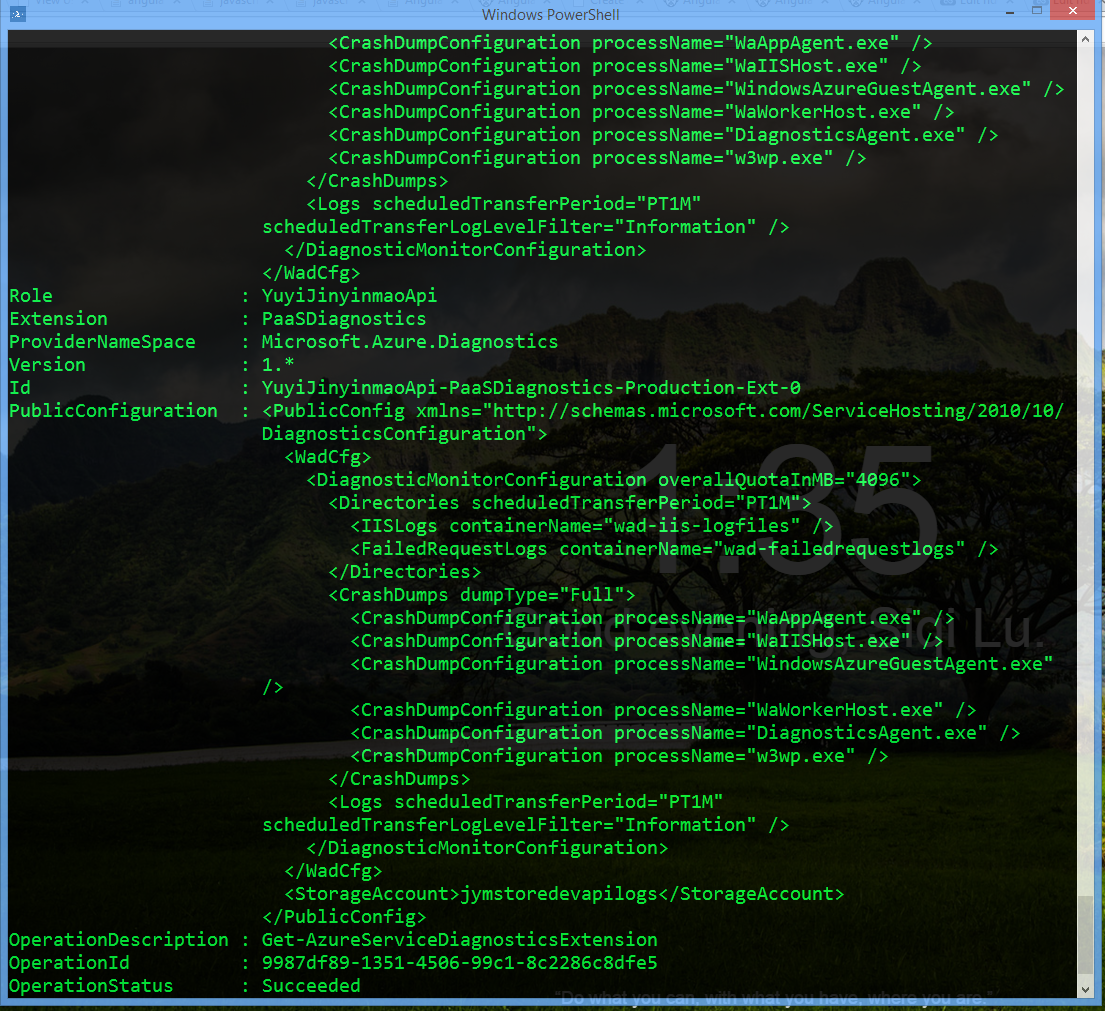 Windows PowerShell
<CrashDumpConfiguration processName="WaAppAgent.exe" />
<CrashDumpConfiguration processName="WaIISHost.exe" />
<CrashDumpConfiguration processName="WindowsAzureGuestAgent.exe" />
<CrashDumpConfiguration processName="WaWorkerHost.exe" />
<CrashDumpConfiguration processName="DiagnosticsAgent.exe" />
<CrashDumpConfiguration processName="w3wp.exe" />
</CrashDumps>
<Logs scheduledTransferPeriod="PT1M"
scheduledTransferLogLevelFilter="Information" />
</DiagnosticMonitorConfiguration>
</WadCfg>
Role : YuyiJinyinmaoApi
Extension : PaaSDiagnostics
ProviderNameSpace : Microsoft.Azure.Diagnostics
Version : 1.*
Id : YuyiJinyinmaoApi-PaaSDiagnostics-Production-Ext-0
PublicConfiguration : <PublicConfig xmlns="http://schemas.microsoft.com/ServiceHosting/2010/10/
DiagnosticsConfiguration">
<WadCfg>
<DiagnosticMonitorConfiguration overallQuotaInMB="4096">
<Directories scheduledTransferPeriod="PT1M">
<IISLogs containerName="wad-iis-logfiles" />
<FailedRequestLogs containerName="wad-failedrequestlogs" />
</Directories>
<CrashDumps dumpType="Full">
<CrashDumpConfiguration processName="WaAppAgent.exe" />
<CrashDumpConfiguration processName="WaIISHost.exe" />
<CrashDumpConfiguration processName="WindowsAzureGuestAgent.exe"
/>
<CrashDumpConfiguration processName="WaWorkerHost.exe" />
<CrashDumpConfiguration processName="DiagnosticsAgent.exe" />
<CrashDumpConfiguration processName="w3wp.exe" />
</CrashDumps>
<Logs scheduledTransferPeriod="PT1M"
scheduledTransferLogLevelFilter="Information" />
</DiagnosticMonitorConfiguration>
</WadCfg>
<StorageAccount>jymstoredevapilogs</StorageAccount>
</PublicConfig>
OperationDescription : Get-AzureServiceDiagnosticsExtension
OperationId : 9987df89-1351-4506-99c1-8c2286c8dfe5
OperationStatus : Succeeded
1:35
Good evening, Siqi Lu.
"Do what you can, with what you have, where you are."